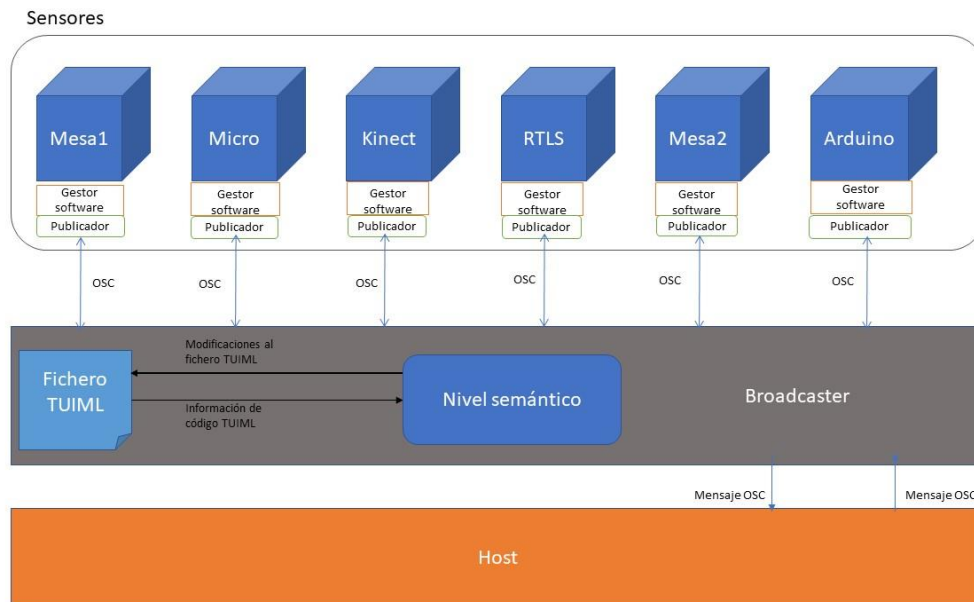 Sensores
Mesa1
Micro
Kinect
RTLS
Mesa2
Arduino
Gestor
software
Publicador
Gestor
software
Publicador
Gestor
software
Publicador
Gestor
software
Publicador
Gestor
software
Publicador
Gestor
software
Publicador
OSC
OSC
OSC
OSC
OSC
OSC
Modificaciones al
fichero TUIML
Fichero
TUIML
Información de
código TUIML
Nivel semántico
Broadcaster
Mensaje OSC
Mensaje OSC
Host